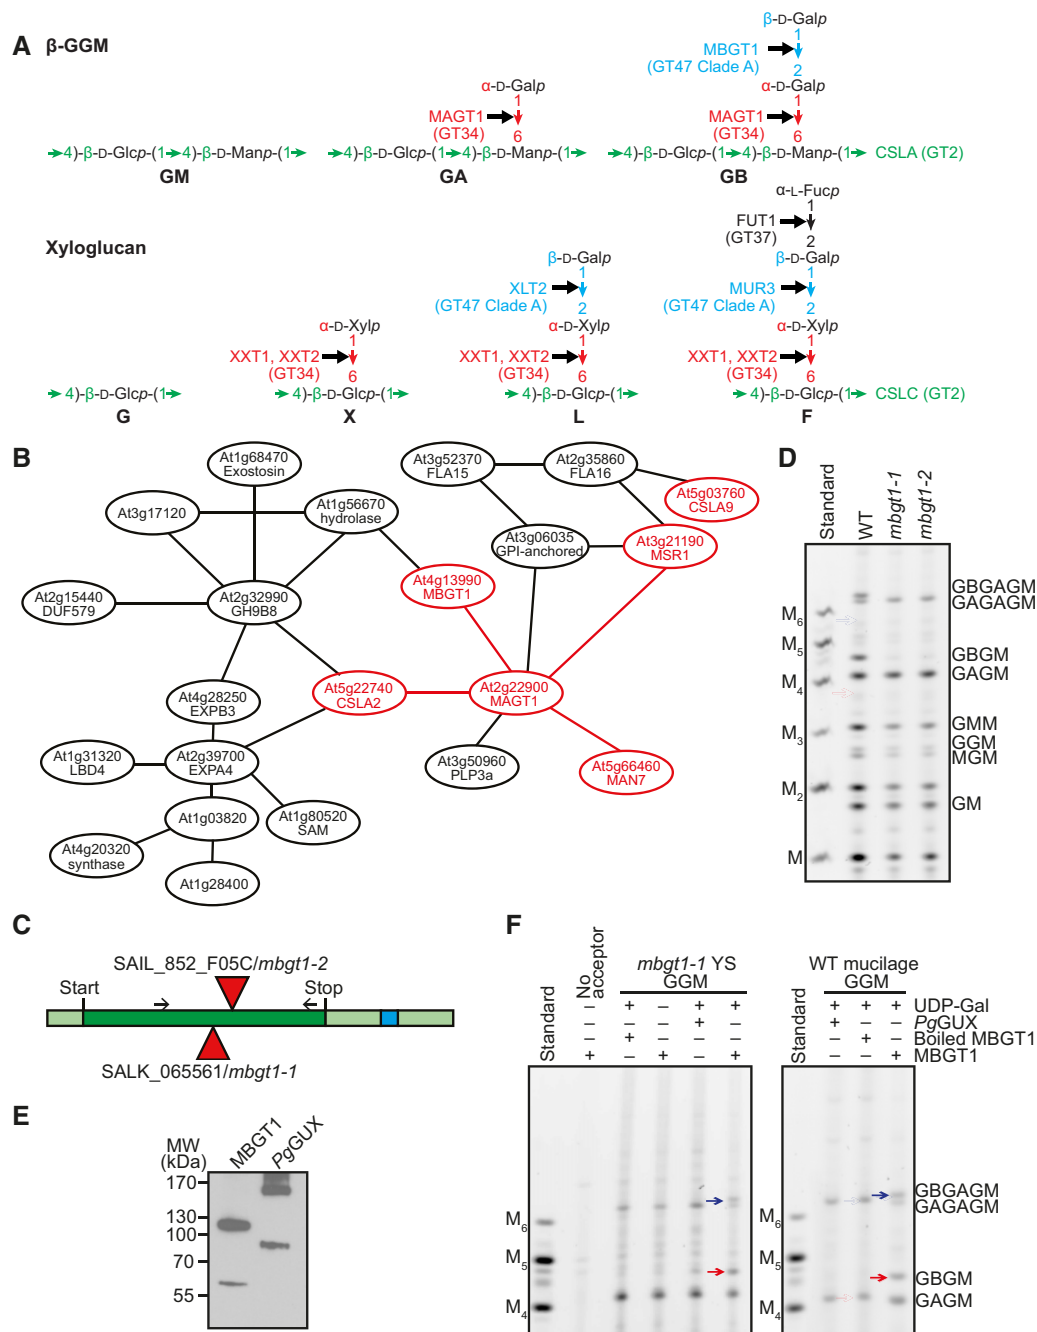 A β-GGM
β-D-Galp
1
MBGT1
(GT47 Clade A)
2
α-D-Galp
α-D-Galp
1
1
MAGT1
MAGT1
(GT34)
6
(GT34)
6
4)-β-D-Glcp-(1 4)-β-D-Manp-(1
4)-β-D-Glcp-(1 4)-β-D-Manp-(1
4)-β-D-Glcp-(1 4)-β-D-Manp-(1
CSLA (GT2)
GM
GA
GB
α-L-Fucp
1
FUT1
(GT37)
2
Xyloglucan
β-D-Galp
β-D-Galp
1
1
XLT2
MUR3
(GT47 Clade A)
2
(GT47 Clade A)
2
α-D-Xylp
α-D-Xylp
α-D-Xylp
1
1
1
XXT1, XXT2
XXT1, XXT2
XXT1, XXT2
(GT34)
6
(GT34)
6
(GT34)
6
4)-β-D-Glcp-(1
4)-β-D-Glcp-(1
4)-β-D-Glcp-(1
4)-β-D-Glcp-(1
CSLC (GT2)
G
X
L
F
B
At1g68470
Exostosin
At3g52370
FLA15
At2g35860
FLA16
At5g03760
CSLA9
At3g17120
At1g56670
hydrolase
At3g06035
GPI-anchored
At3g21190
MSR1
At4g13990
MBGT1
At2g15440
DUF579
At2g32990
GH9B8
At4g28250
EXPB3
At5g22740
CSLA2
At2g22900
MAGT1
At1g31320
LBD4
At2g39700
EXPA4
At3g50960
PLP3a
At5g66460
MAN7
At1g03820
At1g80520
SAM
At4g20320
synthase
At1g28400
D
Standard
WT
mbgt1-1
mbgt1-2
M6
M5
M4
M3
M2
M
GBGAGM
GAGAGM
GBGM
GAGM
GMM
GGM
MGM
GM
C
SAIL_852_F05C/mbgt1-2
Start
Stop
SALK_065561/mbgt1-1
E
MW
(kDa)
MBGT1
PgGUX
170
130
100
70
55
F
Standard
No
acceptor
mbgt1-1 YS
GGM
WT mucilage
GGM
Standard
– + – + +
+ + +
UDP-Gal
– – – + –
+ – –
PgGUX
– + – – –
– + –
Boiled MBGT1
+ – + – +
– – +
MBGT1
M6
M5
M4
M6
M5
M4
GBGAGM
GAGAGM
GBGM
GAGM